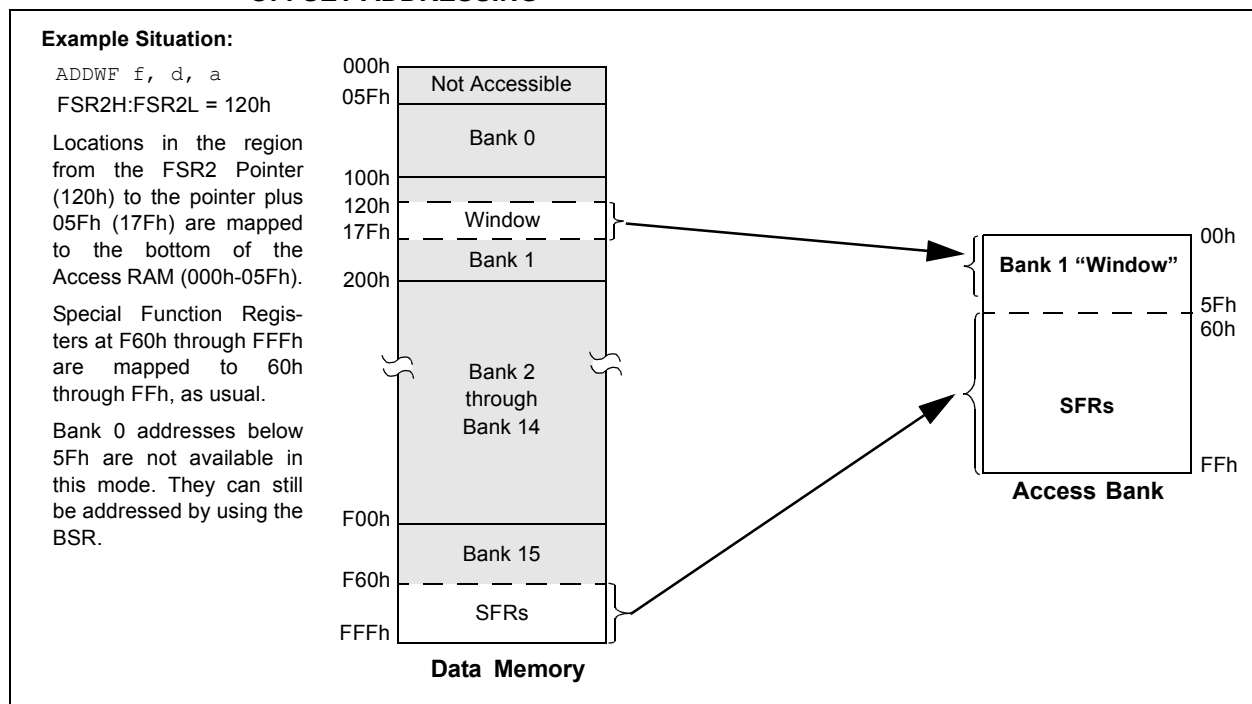 OFFSET ADDRESSING
Example Situation:
ADDWF f, d, a
FSR2H:FSR2L = 120h
Locations in the region
from the FSR2 Pointer
(120h) to the pointer plus
05Fh (17Fh) are mapped
to the bottom of the
Access RAM (000h-05Fh).
Special Function Regis-
ters at F60h through FFFh
are mapped to 60h
through FFh, as usual.
Bank 0 addresses below
5Fh are not available in
this mode. They can still
be addressed by using the
BSR.
000h
Not Accessible
05Fh
Bank 0
100h
120h
Window
17Fh
Bank 1
200h
Bank 2
through
Bank 14
F00h
Bank 15
F60h
SFRs
FFFh
Data Memory
00h
Bank 1 “Window”
5Fh
60h
SFRs
FFh
Access Bank